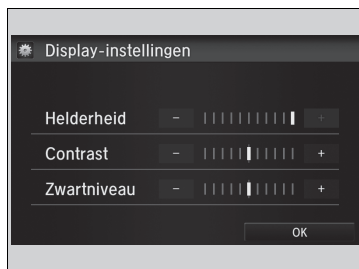 Display-instellingen
Helderheid - +
Contrast - +
Zwartniveau - +
OK